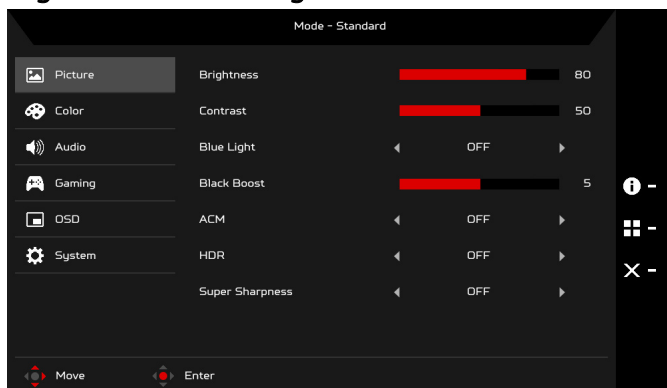 Mode - Standard
Picture
Brightness 80
Color
Contrast 50
Audio
Blue Light OFF
Gaming
Black Boost 5
OSD
ACM OFF
System
HDR OFF
Super Sharpness OFF
Move Enter